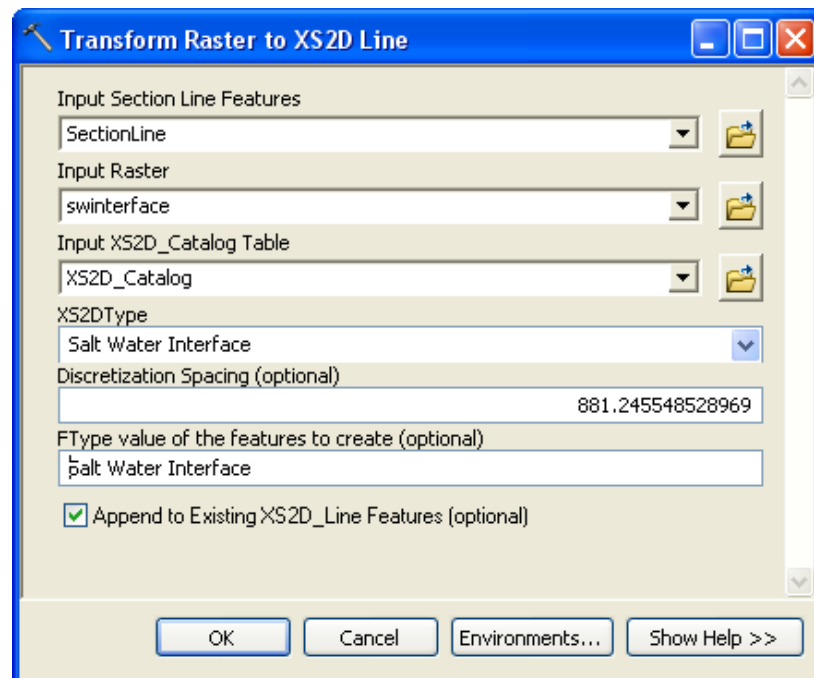 Transform Raster to XS2D Line
Input Section Line Features
SectionLine
Input Raster
swinterface
Input XS2D_Catalog Table
XS2D_Catalog
XS2DType
Salt Water Interface
Discretization Spacing (optional)
881.245548528969
FType value of the features to create (optional)
Salt Water Interface
Append to Existing XS2D_Line Features (optional)
OK Cancel Environments... Show Help >>